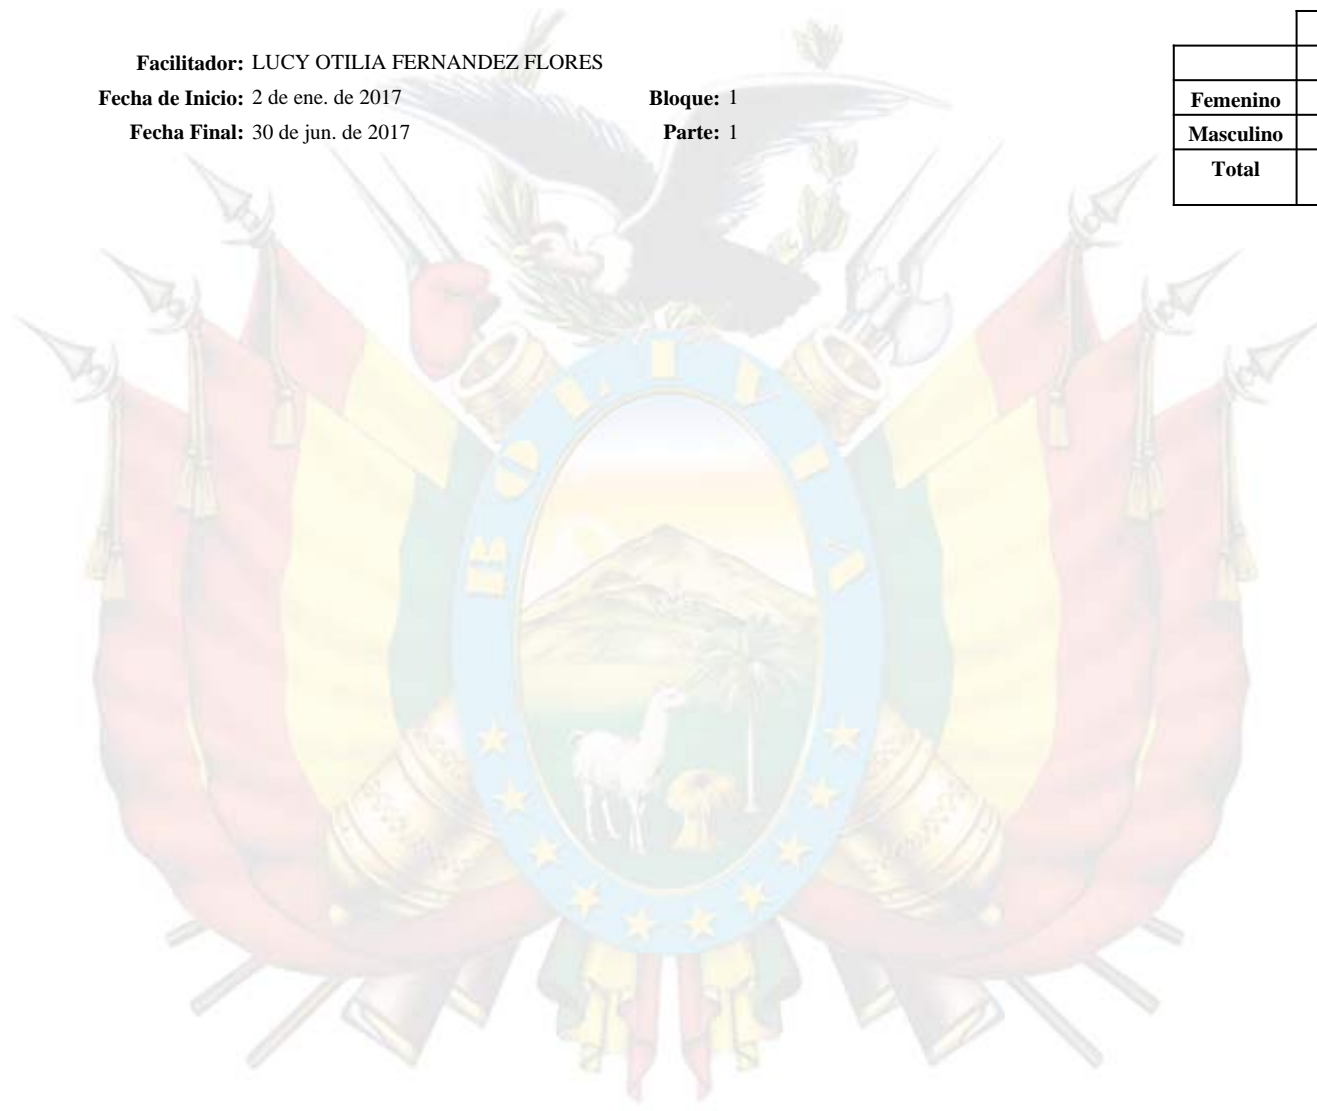 Facilitador: LUCY OTILIA FERNANDEZ FLORES
Fecha de Inicio: 2 de ene. de 2017 Bloque: 1
Fecha Final: 30 de jun. de 2017 Parte: 1
Femenino
Masculino
Total
BOLIVIA